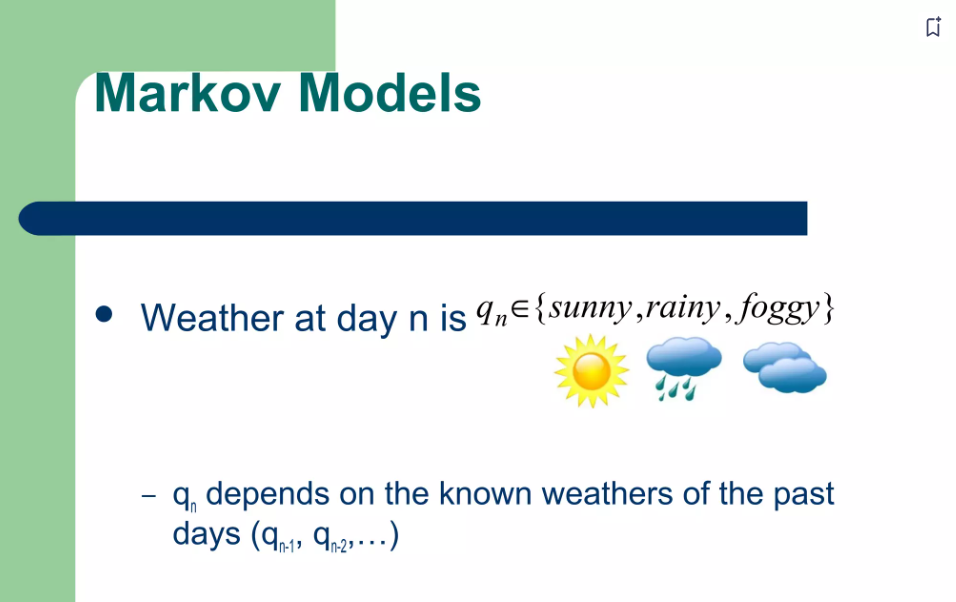 Markov Models
● Weather at day n is qₙ∈{sunny,rainy,foggy}
– qₙ depends on the known weathers of the past
days (qₙ₋₁, qₙ₋₂,…)